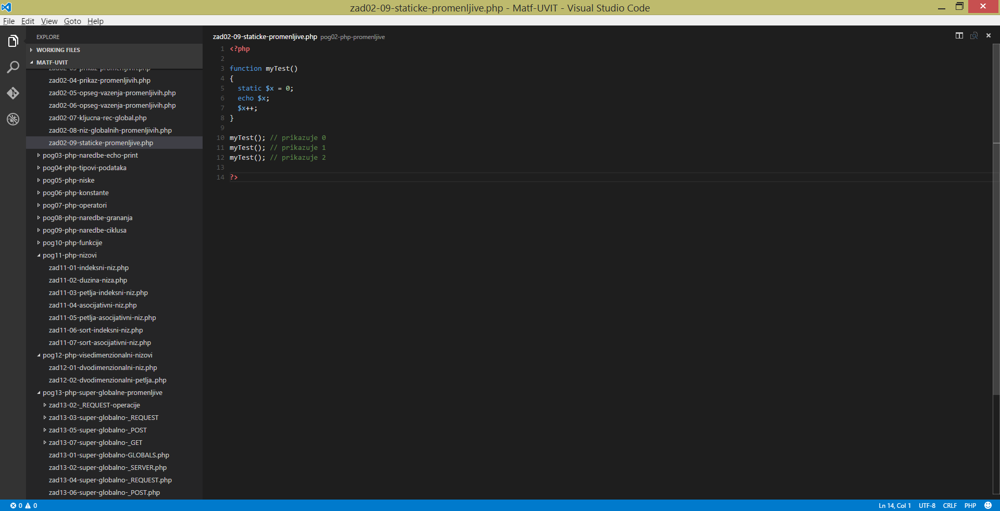 zad02-09-staticke-promenljive.php - Matf-UVIT - Visual Studio Code
File Edit View Goto Help
EXPLORE
WORKING FILES
MATF-UVIT
zad02-04-prikaz-promenljivih.php
zad02-05-opseg-vazenja-promenljivih.php
zad02-06-opseg-vazenja-promenljivih.php
zad02-07-kljucna-rec-global.php
zad02-08-niz-globalnih-promenljivih.php
zad02-09-staticke-promenljive.php
pog03-php-naredbe-echo-print
pog04-php-tipovi-podataka
pog05-php-niske
pog06-php-konstante
pog07-php-operatori
pog08-php-naredbe-grananja
pog09-php-naredbe-ciklusa
pog10-php-funkcije
pog11-php-nizovi
zad11-01-indeksni-niz.php
zad11-02-duzina-niza.php
zad11-03-petlja-indeksni-niz.php
zad11-04-asocijativni-niz.php
zad11-05-petlja-asocijativni-niz.php
zad11-06-sort-indeksni-niz.php
zad11-07-sort-asocijativni-niz.php
pog12-php-visedimenzionalni-nizovi
zad12-01-dvodimenzionalni-niz.php
zad12-02-dvodimenzionalni-petlja..php
pog13-php-super-globalne-promenljive
zad13-02-_REQUEST-operacije
zad13-03-super-globalno-_REQUEST
zad13-05-super-globalno-_POST
zad13-07-super-globalno-_GET
zad13-01-super-globalno-GLOBALS.php
zad13-02-super-globalno-_SERVER.php
zad13-04-super-globalno-_REQUEST.php
zad13-06-super-globalno-_POST.php
zad02-09-staticke-promenljive.php pog02-php-promenljive
1 <?php
2
3 function myTest()
4 {
5   static $x = 0;
6   echo $x;
7   $x++;
8 }
9
10 myTest(); // prikazuje 0
11 myTest(); // prikazuje 1
12 myTest(); // prikazuje 2
13
14 ?>
0 0
Ln 14, Col 1 UTF-8 CRLF PHP